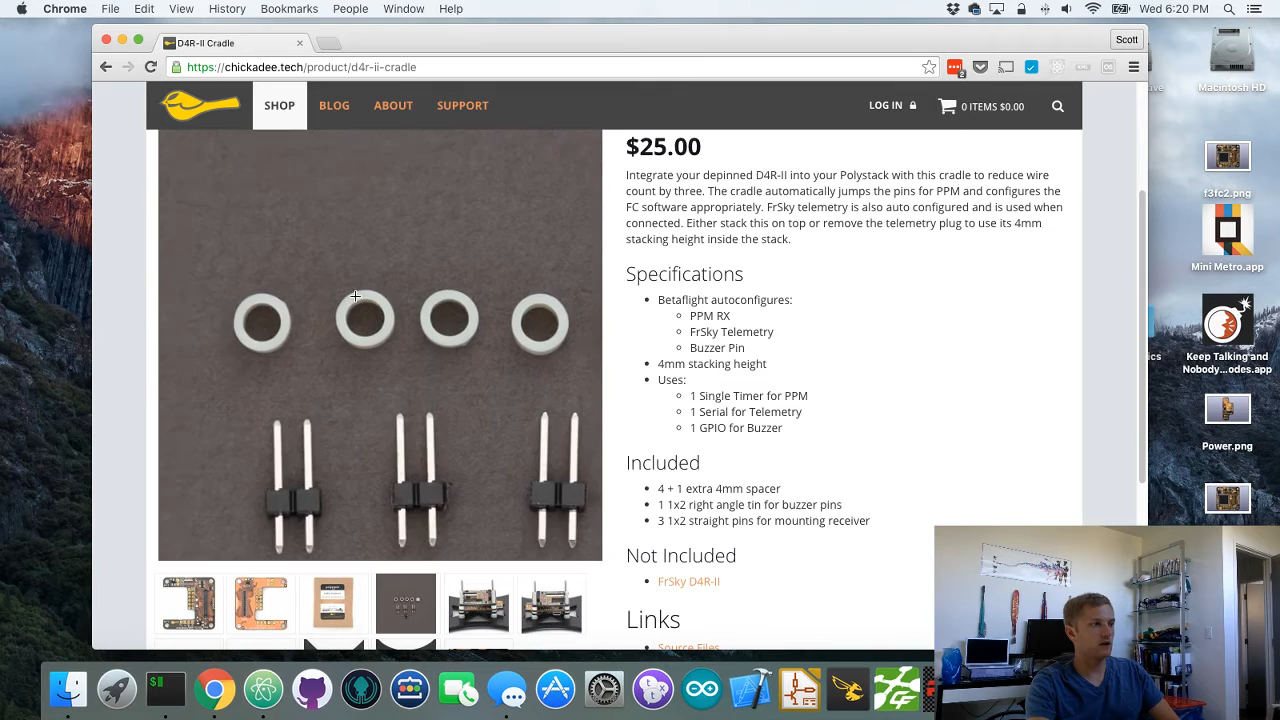 Chrome File Edit View History Bookmarks People Window Help
Wed 6:20 PM
D4R-II Cradle
Scott
https://chickadee.tech/product/d4r-ii-cradle
2
SHOP BLOG ABOUT SUPPORT LOG IN 0 ITEMS $0.00
Macintosh HD
$25.00
Integrate your depinned D4R-II into your Polystack with this cradle to reduce wire
count by three. The cradle automatically jumps the pins for PPM and configures the
FC software appropriately. FrSky telemetry is also auto configured and is used when
connected. Either stack this on top or remove the telemetry plug to use its 4mm
stacking height inside the stack.
f3fc2.png
Specifications
Mini Metro.app
Betaflight autoconfigures:
PPM RX
FrSky Telemetry
Buzzer Pin
4mm stacking height
Keep Talking and
Nobody...odes.app
Uses:
1 Single Timer for PPM
1 Serial for Telemetry
1 GPIO for Buzzer
Power.png
Included
4 + 1 extra 4mm spacer
1 1x2 right angle tin for buzzer pins
3 1x2 straight pins for mounting receiver
Not Included
FrSky D4R-II
Links
Source Files